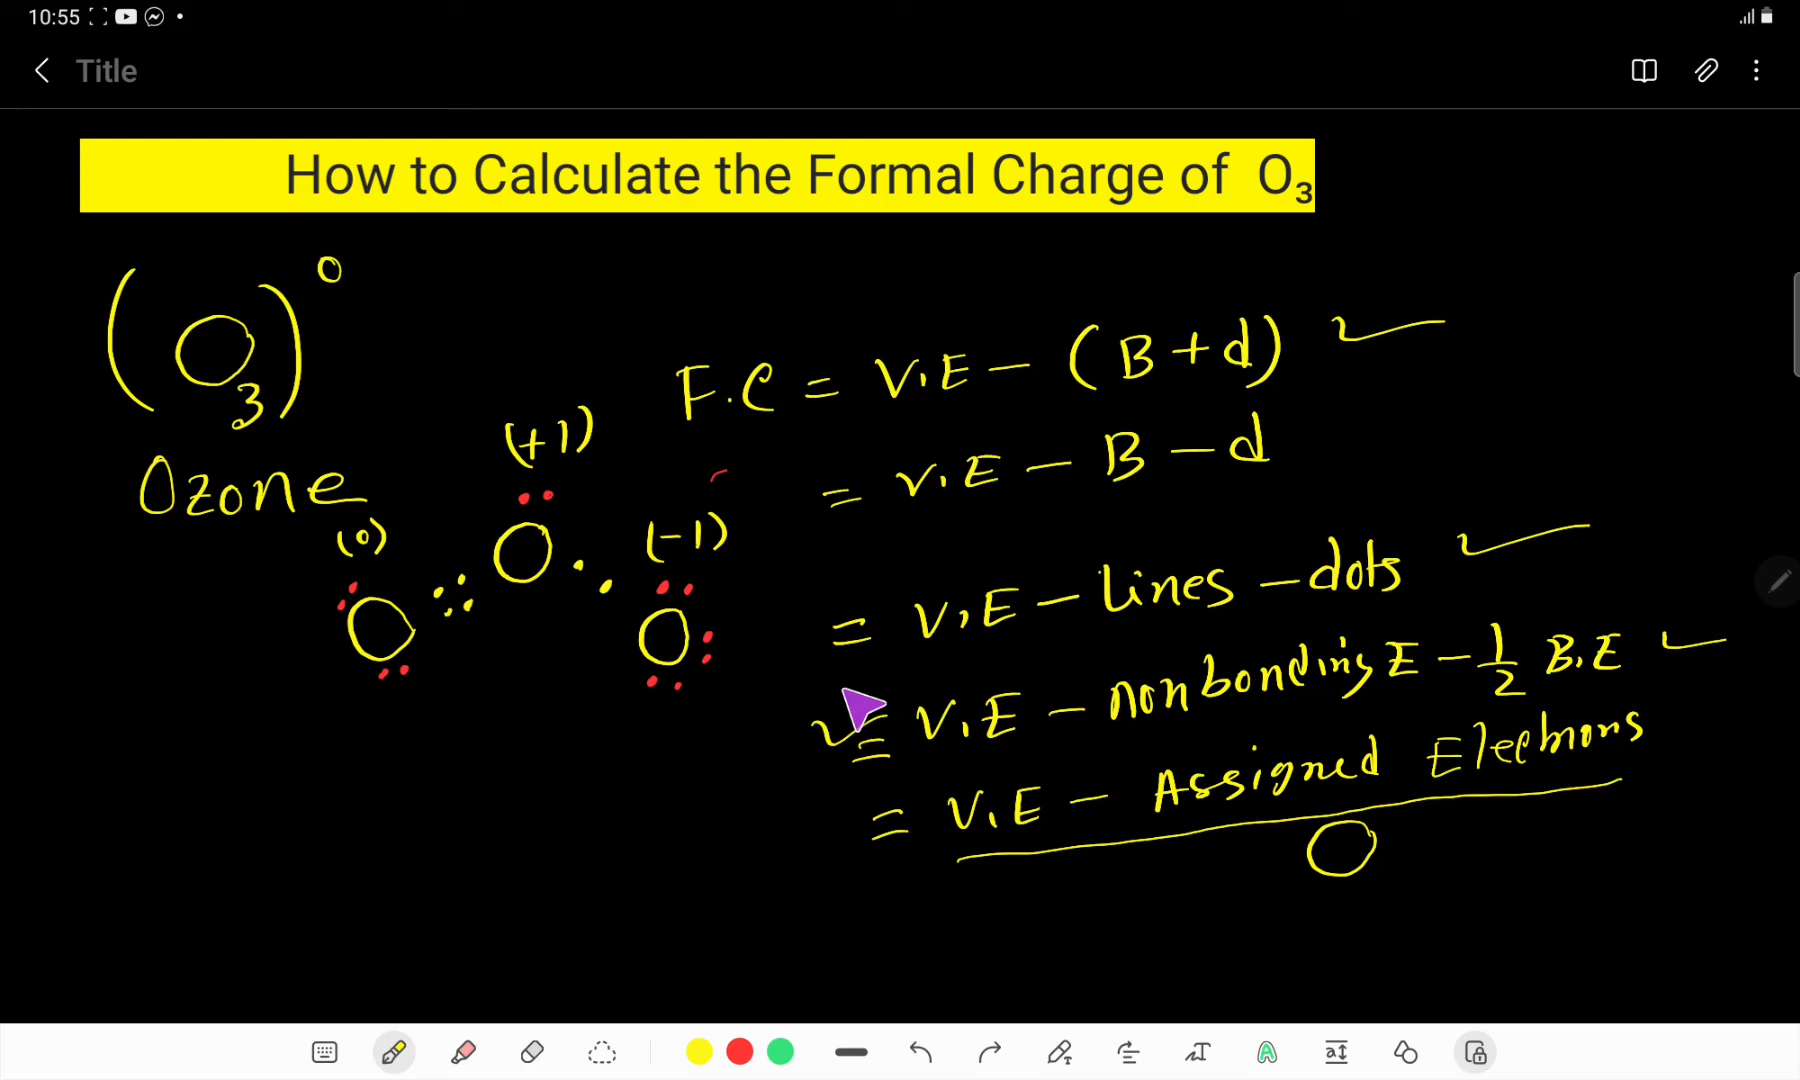 10:55
Title
How to Calculate the Formal Charge of O₃
(O₃)⁰
Ozone
F.C = V.E – (B+d)
= V.E – B – d
= V.E – lines – dots
= V.E – nonbonding E – 1/2 B.E
= V.E – Assigned Electrons
O
(+1)
O
(0)
O
(-1)
O